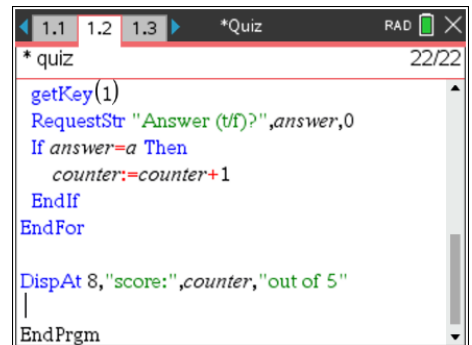 1.1 1.2 1.3 *Quiz RAD
* quiz 22/22
getKey(1)
RequestStr "Answer (t/f)?",answer,0
If answer=a Then
counter:=counter+1
EndIf
EndFor
DispAt 8,"score:",counter,"out of 5"
EndPrgm